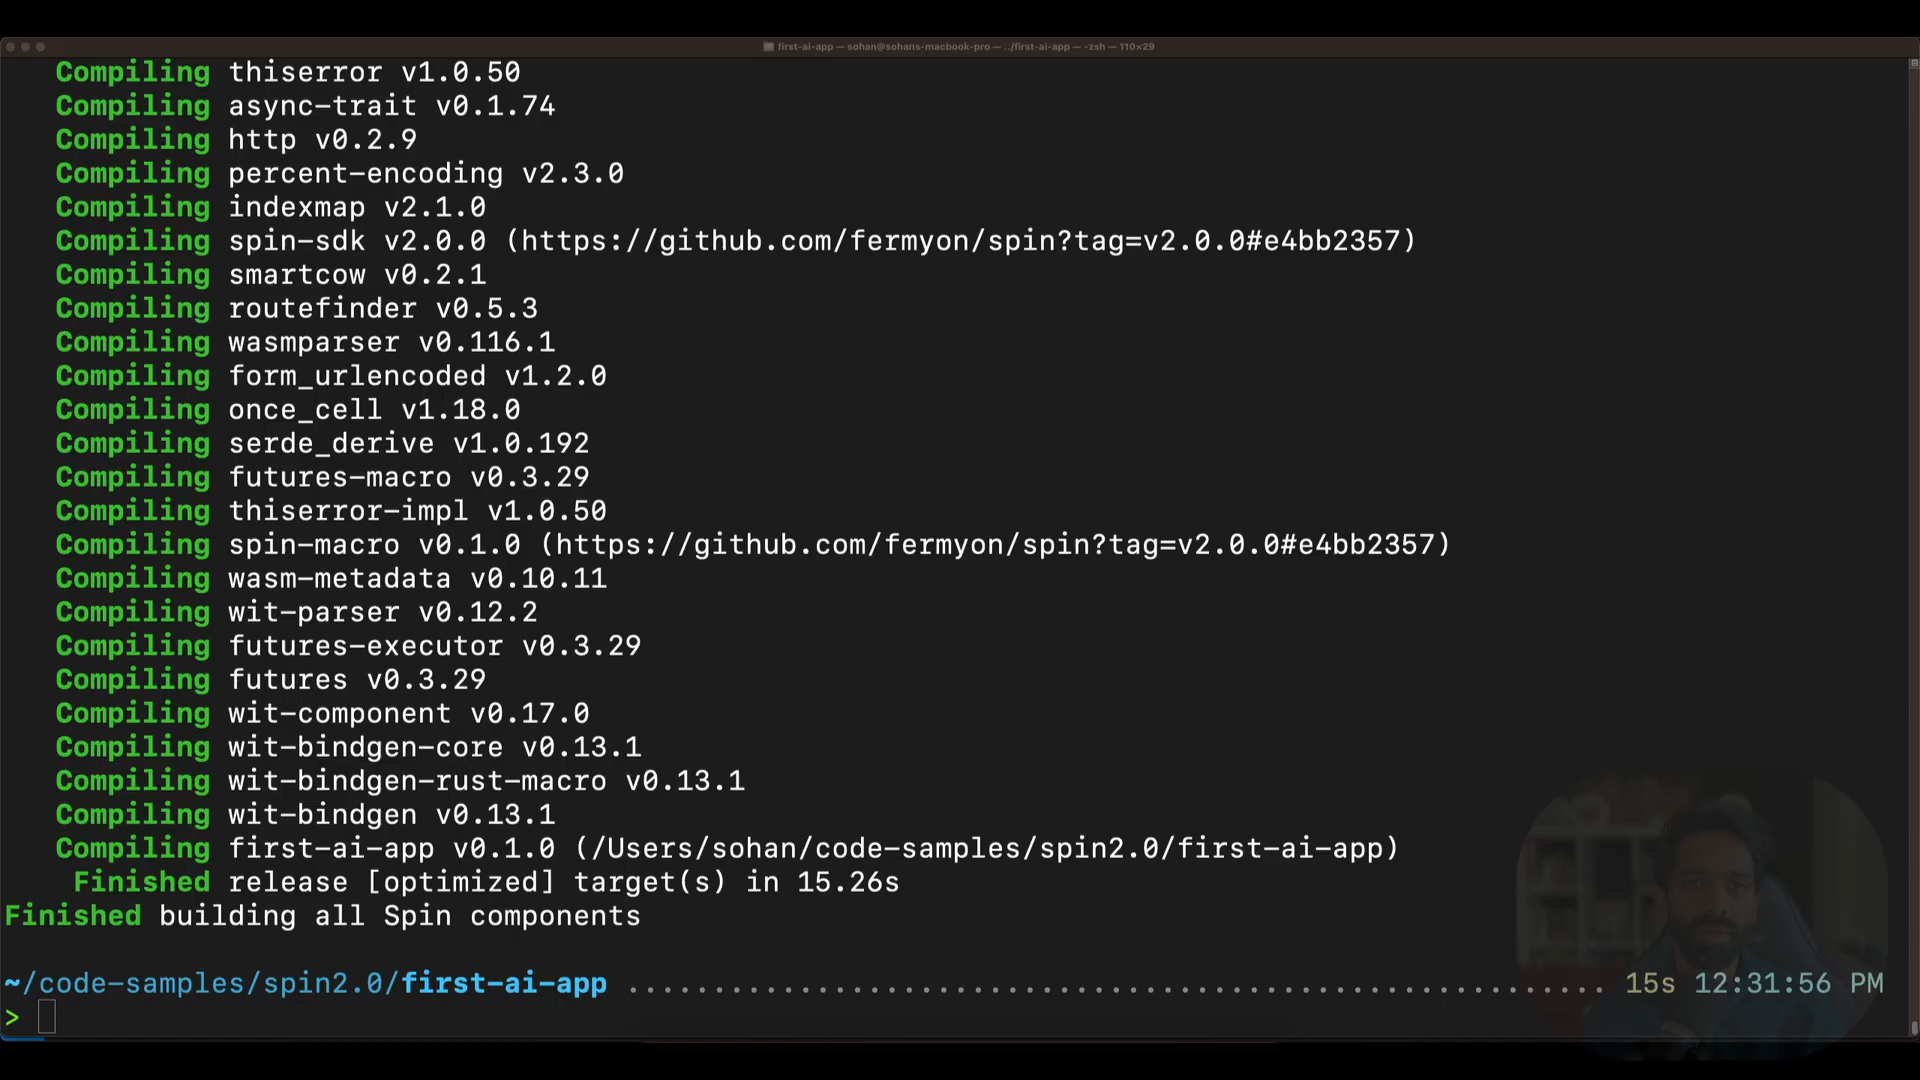 first-ai-app — sohan@sohans-macbook-pro — ../first-ai-app — -zsh — 110×29
Compiling thiserror v1.0.50
Compiling async-trait v0.1.74
Compiling http v0.2.9
Compiling percent-encoding v2.3.0
Compiling indexmap v2.1.0
Compiling spin-sdk v2.0.0 (https://github.com/fermyon/spin?tag=v2.0.0#e4bb2357)
Compiling smartcow v0.2.1
Compiling routefinder v0.5.3
Compiling wasmparser v0.116.1
Compiling form_urlencoded v1.2.0
Compiling once_cell v1.18.0
Compiling serde_derive v1.0.192
Compiling futures-macro v0.3.29
Compiling thiserror-impl v1.0.50
Compiling spin-macro v0.1.0 (https://github.com/fermyon/spin?tag=v2.0.0#e4bb2357)
Compiling wasm-metadata v0.10.11
Compiling wit-parser v0.12.2
Compiling futures-executor v0.3.29
Compiling futures v0.3.29
Compiling wit-component v0.17.0
Compiling wit-bindgen-core v0.13.1
Compiling wit-bindgen-rust-macro v0.13.1
Compiling wit-bindgen v0.13.1
Compiling first-ai-app v0.1.0 (/Users/sohan/code-samples/spin2.0/first-ai-app)
Finished release [optimized] target(s) in 15.26s
Finished building all Spin components
~/code-samples/spin2.0/first-ai-app ......................................................... 15s 12:31:56 PM
>